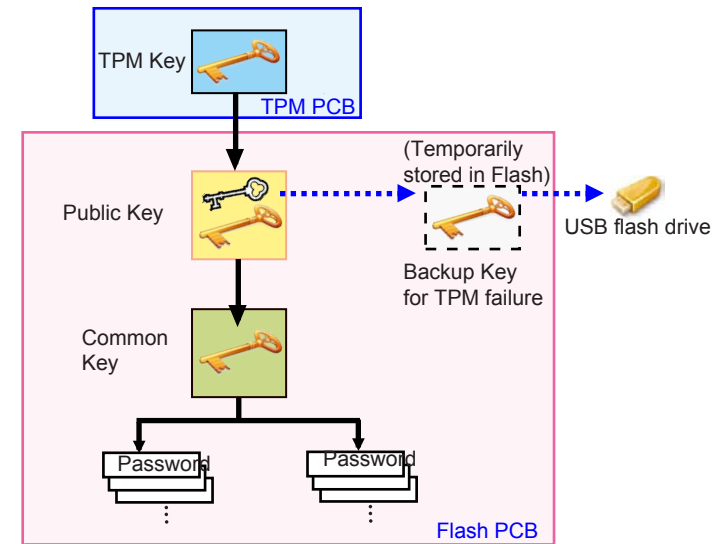 TPM Key
TPM PCB
(Temporarily
stored in Flash)
Public Key
USB flash drive
Backup Key
for TPM failure
Common
Key
Password
Password
Flash PCB